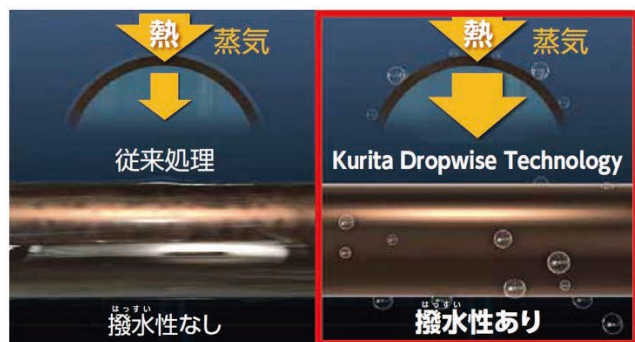 熱
蒸気
従来処理
はっすい
撥水性なし
熱
蒸気
Kurita Dropwise Technology
はっすい
撥水性あり